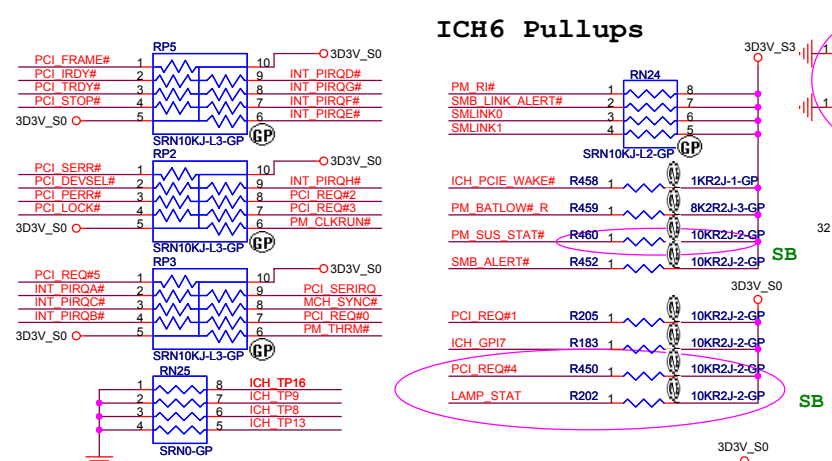 ICH6 Pullups
RP5
PCI_FRAME# 1 10 3D3V_S0
PCI_IRDY# 2 9 INT_PIRQD#
PCI_TRDY# 3 8 INT_PIRQG#
PCI_STOP# 4 7 INT_PIRQF#
3D3V_S0 5 6 INT_PIRQE#
SRN10KJ-L3-GP GP
RP2
PCI_SERR# 1 10 3D3V_S0
PCI_DEVSEL# 2 9 INT_PIRQH#
PCI_PERR# 3 8 PCI_REQ#2
PCI_LOCK# 4 7 PCI_REQ#3
3D3V_S0 5 6 PM_CLKRUN#
SRN10KJ-L3-GP GP
RP3
PCI_REQ#5 1 10 3D3V_S0
INT_PIRQA# 2 9 PCI_SERIRQ
INT_PIRQC# 3 8 MCH_SYNC#
INT_PIRQB# 4 7 PCI_REQ#0
3D3V_S0 5 6 PM_THRM#
SRN10KJ-L3-GP GP
RN25
1 8 ICH_TP16
2 7 ICH_TP9
3 6 ICH_TP8
4 5 ICH_TP13
SRN0-GP
3D3V_S3
RN24
PM_RI# 1 8
SMB_LINK_ALERT# 2 7
SMLINK0 3 6
SMLINK1 4 5
SRN10KJ-L2-GP GP
ICH_PCIE_WAKE# R458 1 1KR2J-1-GP
PM_BATLOW#_R R459 1 8K2R2J-3-GP
PM_SUS_STAT# R460 1 10KR2J-2-GP
SB
SMB_ALERT# R452 1 10KR2J-2-GP
3D3V_S0
PCI_REQ#1 R205 1 10KR2J-2-GP
ICH_GPI7 R183 1 10KR2J-2-GP
PCI_REQ#4 R450 1 10KR2J-2-GP
LAMP_STAT R202 1 10KR2J-2-GP
SB
3D3V_S0
1
1
32